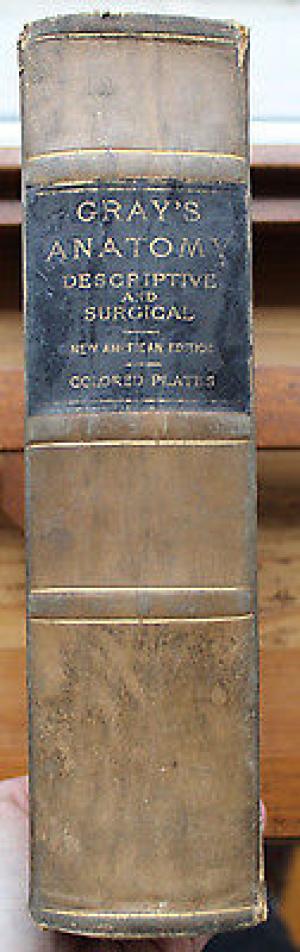 GRAY'S
ANATOMY
DESCRIPTIVE
AND
SURGICAL
NEW AMERICAN EDITION
COLORED PLATES